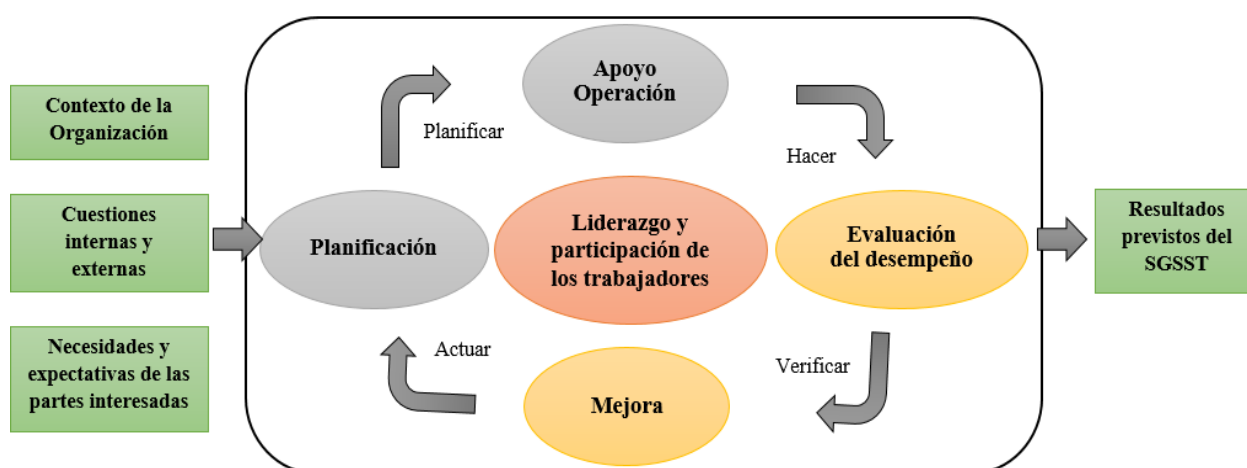 Contexto de la
Organización
Cuestiones
internas y
externas
Necesidades y
expectativas de las
partes interesadas
Apoyo
Operación
Planificar
Hacer
Planificación
Liderazgo y
participación de
los trabajadores
Evaluación
del desempeño
Actuar
Verificar
Mejora
Resultados
previstos del
SGSST